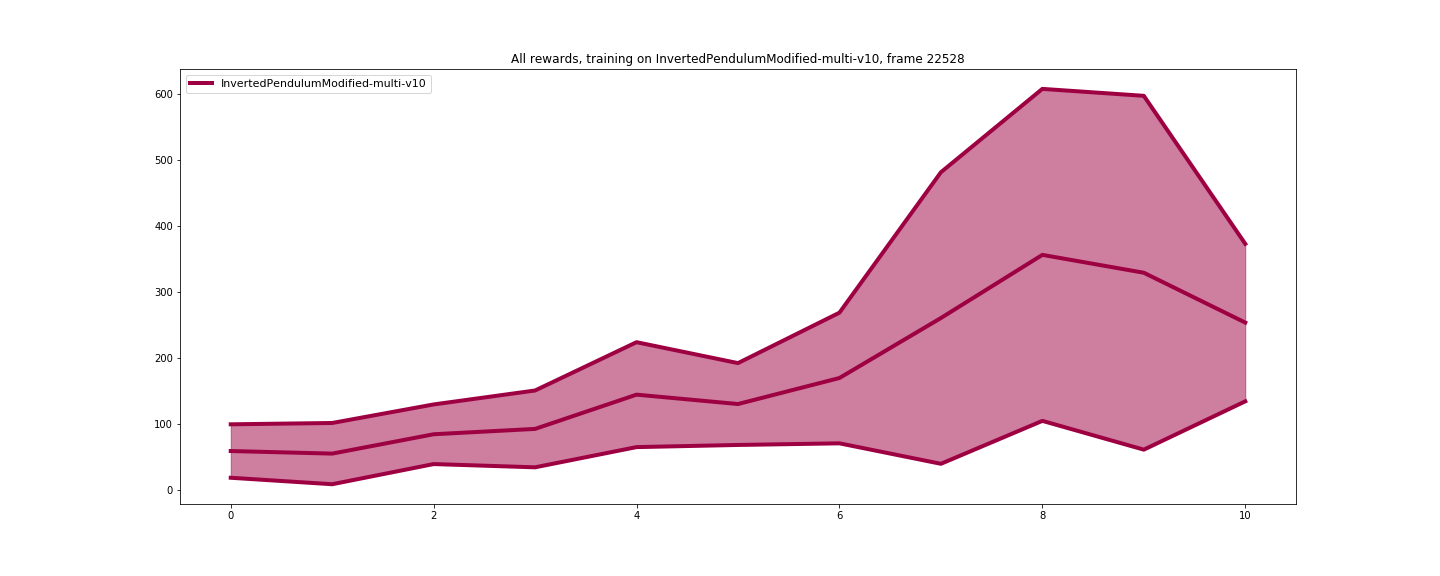 All rewards, training on InvertedPendulumModified-multi-v10, frame 22528
InvertedPendulumModified-multi-v10
600
500
400
300
200
100
0
0 2 4 6 8 10